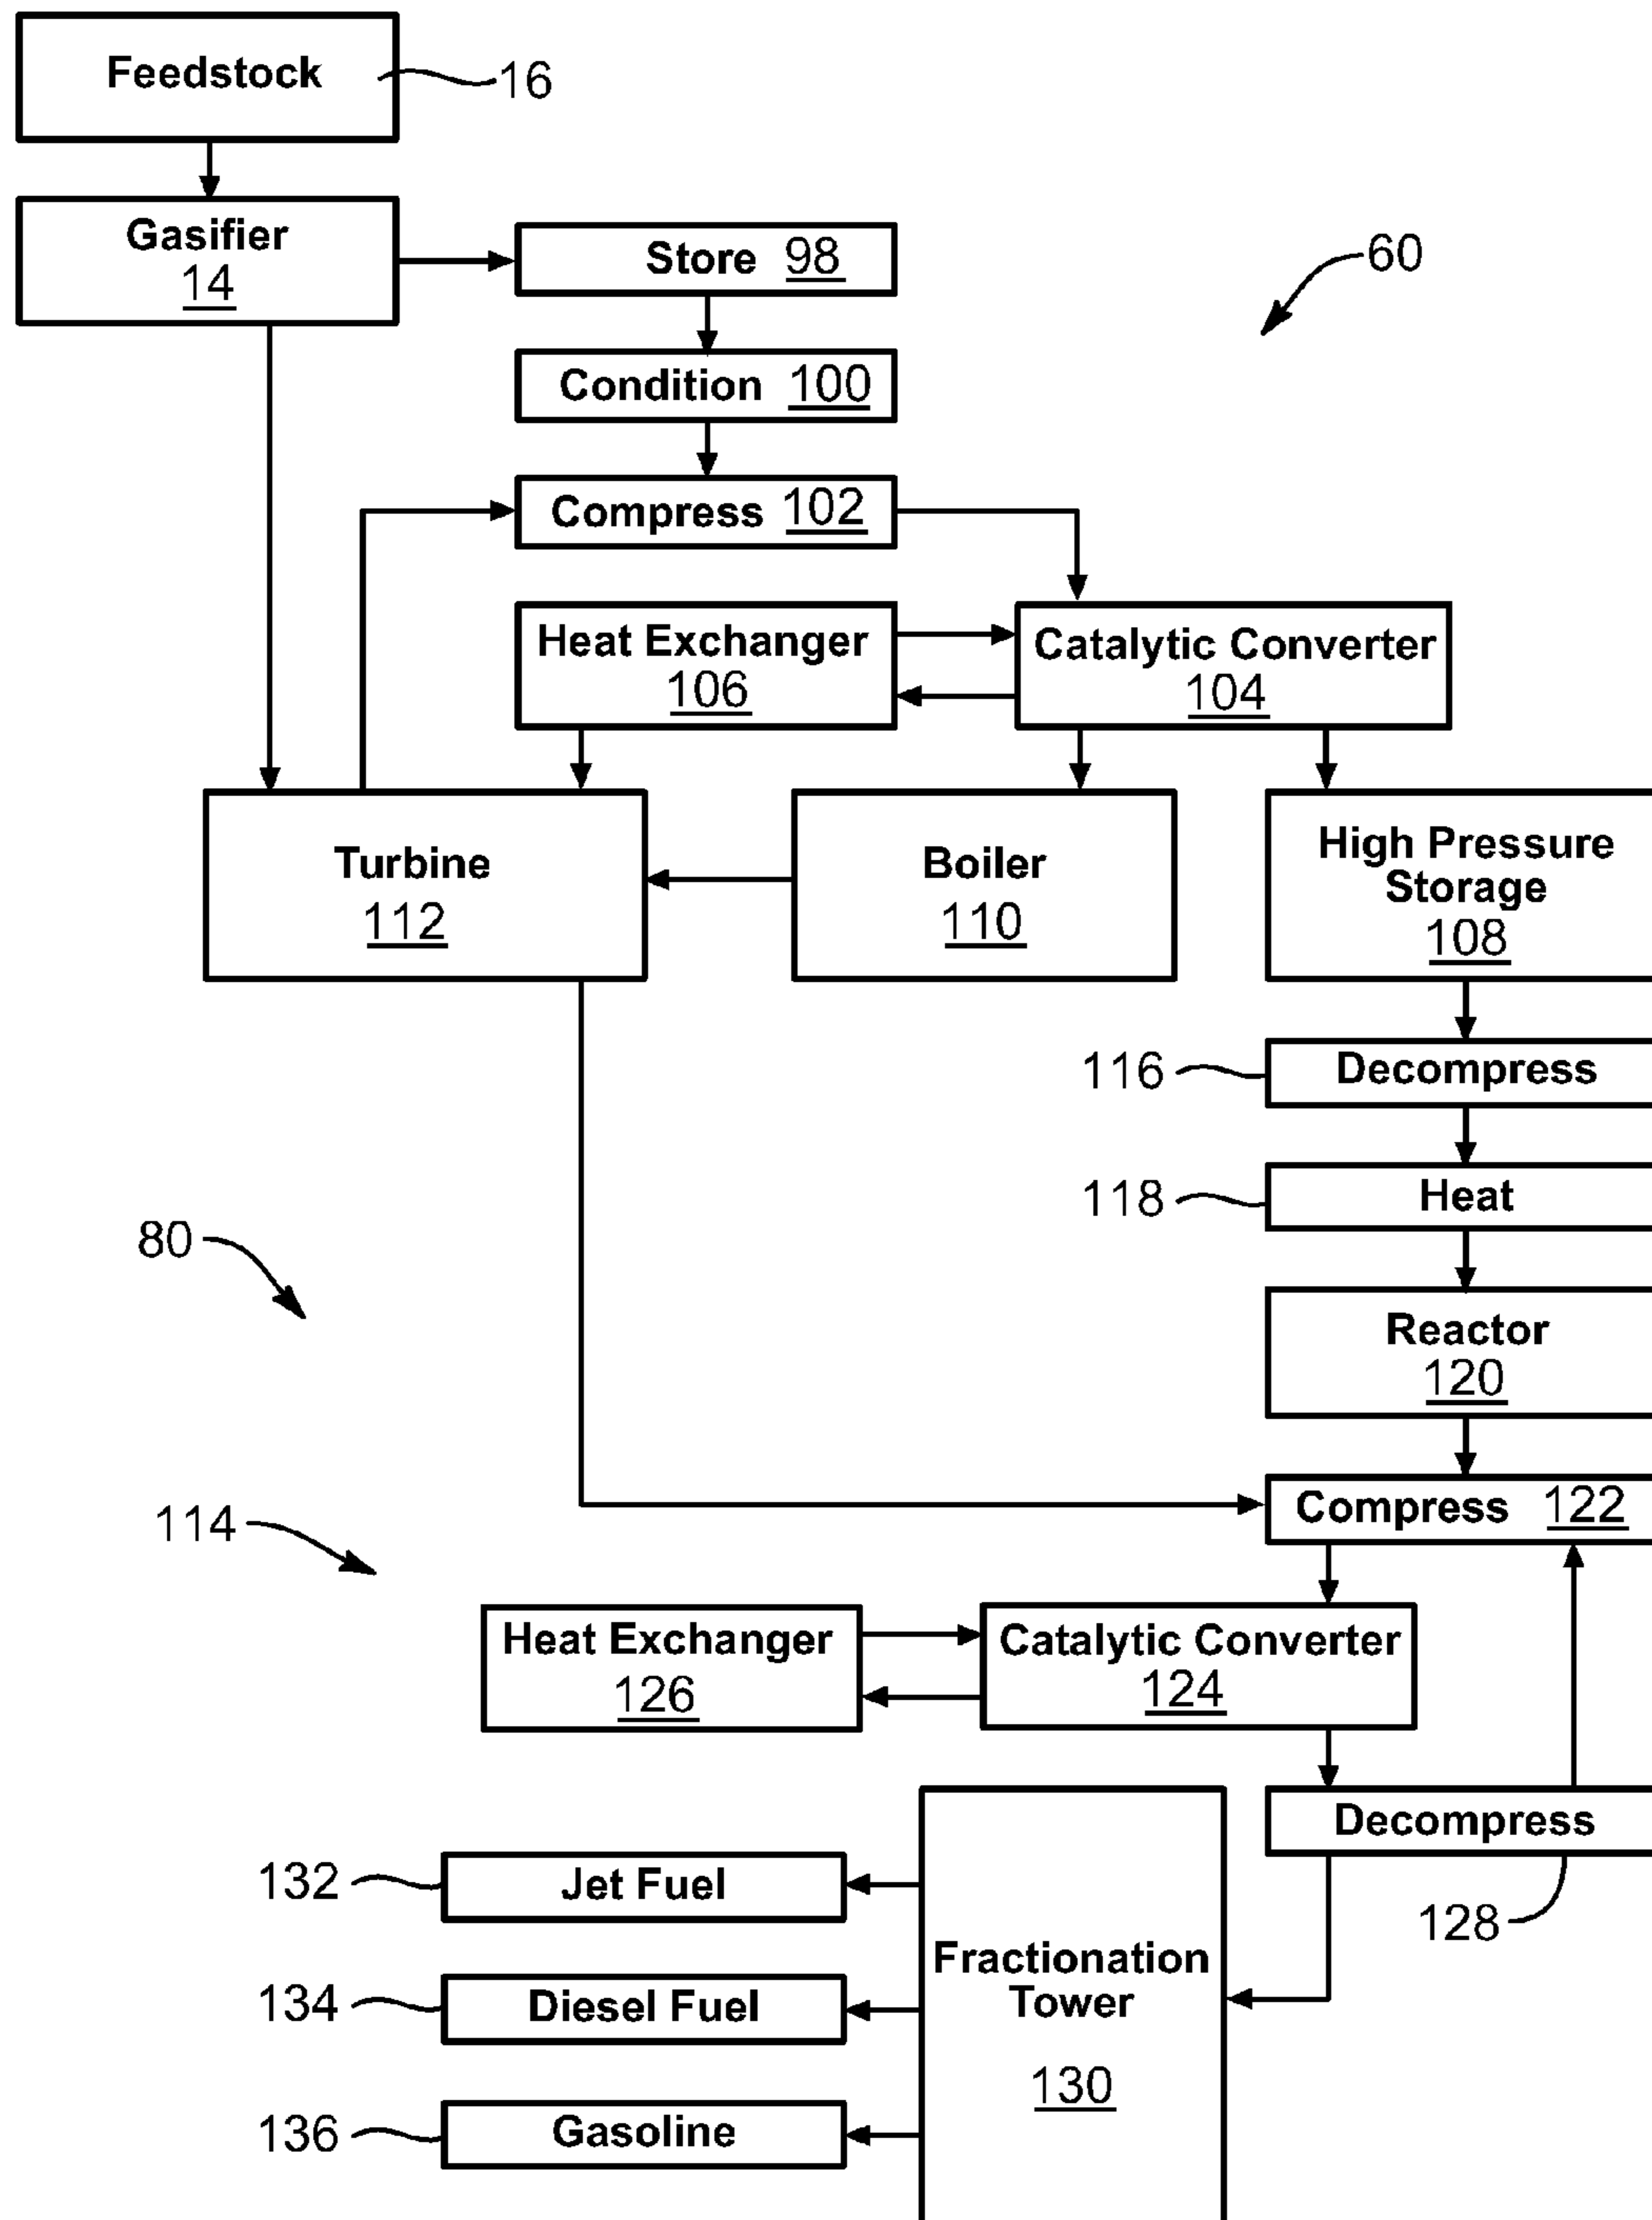 Feedstock
16
Gasifier
14
Store 98
60
Condition 100
Compress 102
Heat Exchanger
106
Catalytic Converter
104
Turbine
112
Boiler
110
High Pressure
Storage
108
116
Decompress
118
Heat
80
Reactor
120
114
Compress 122
Heat Exchanger
126
Catalytic Converter
124
Decompress
128
132
Jet Fuel
134
Diesel Fuel
136
Gasoline
Fractionation
Tower
130